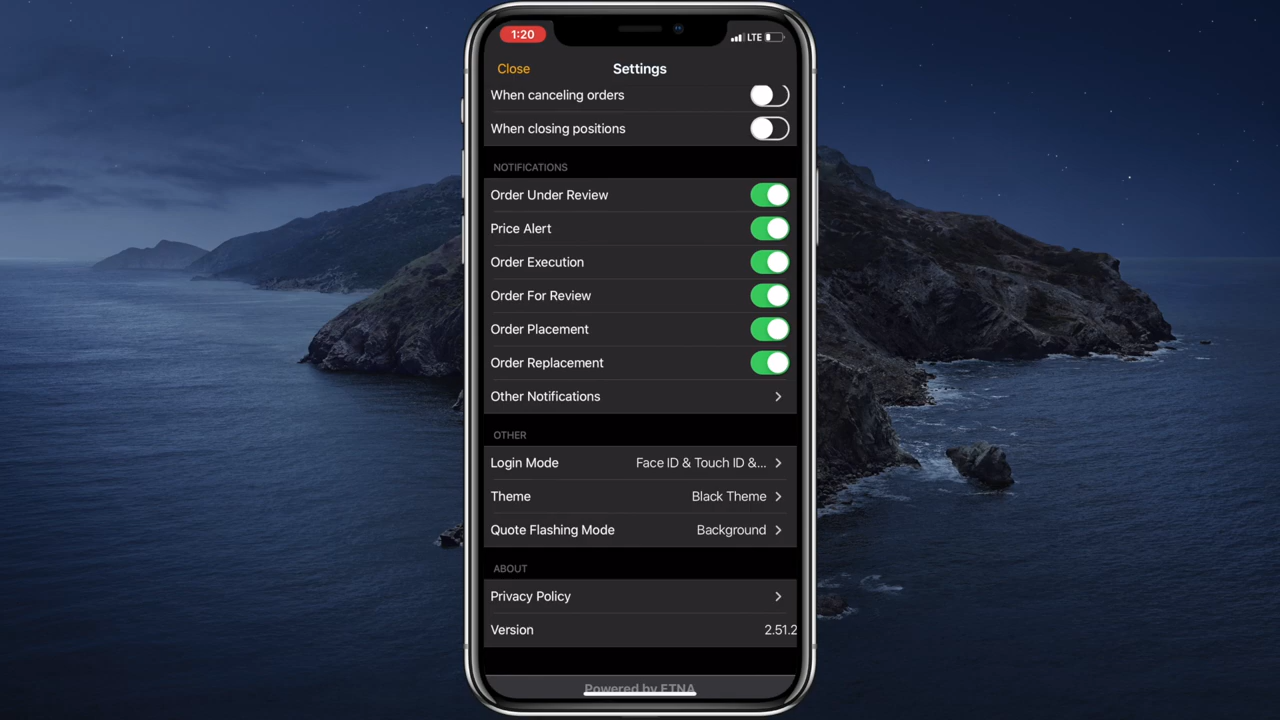 1:20
LTE
Close
Settings
When canceling orders
When closing positions
NOTIFICATIONS
Order Under Review
Price Alert
Order Execution
Order For Review
Order Placement
Order Replacement
Other Notifications
OTHER
Login Mode Face ID & Touch ID &...
Theme Black Theme
Quote Flashing Mode Background
ABOUT
Privacy Policy
Version 2.51.2
Powered by ETNA